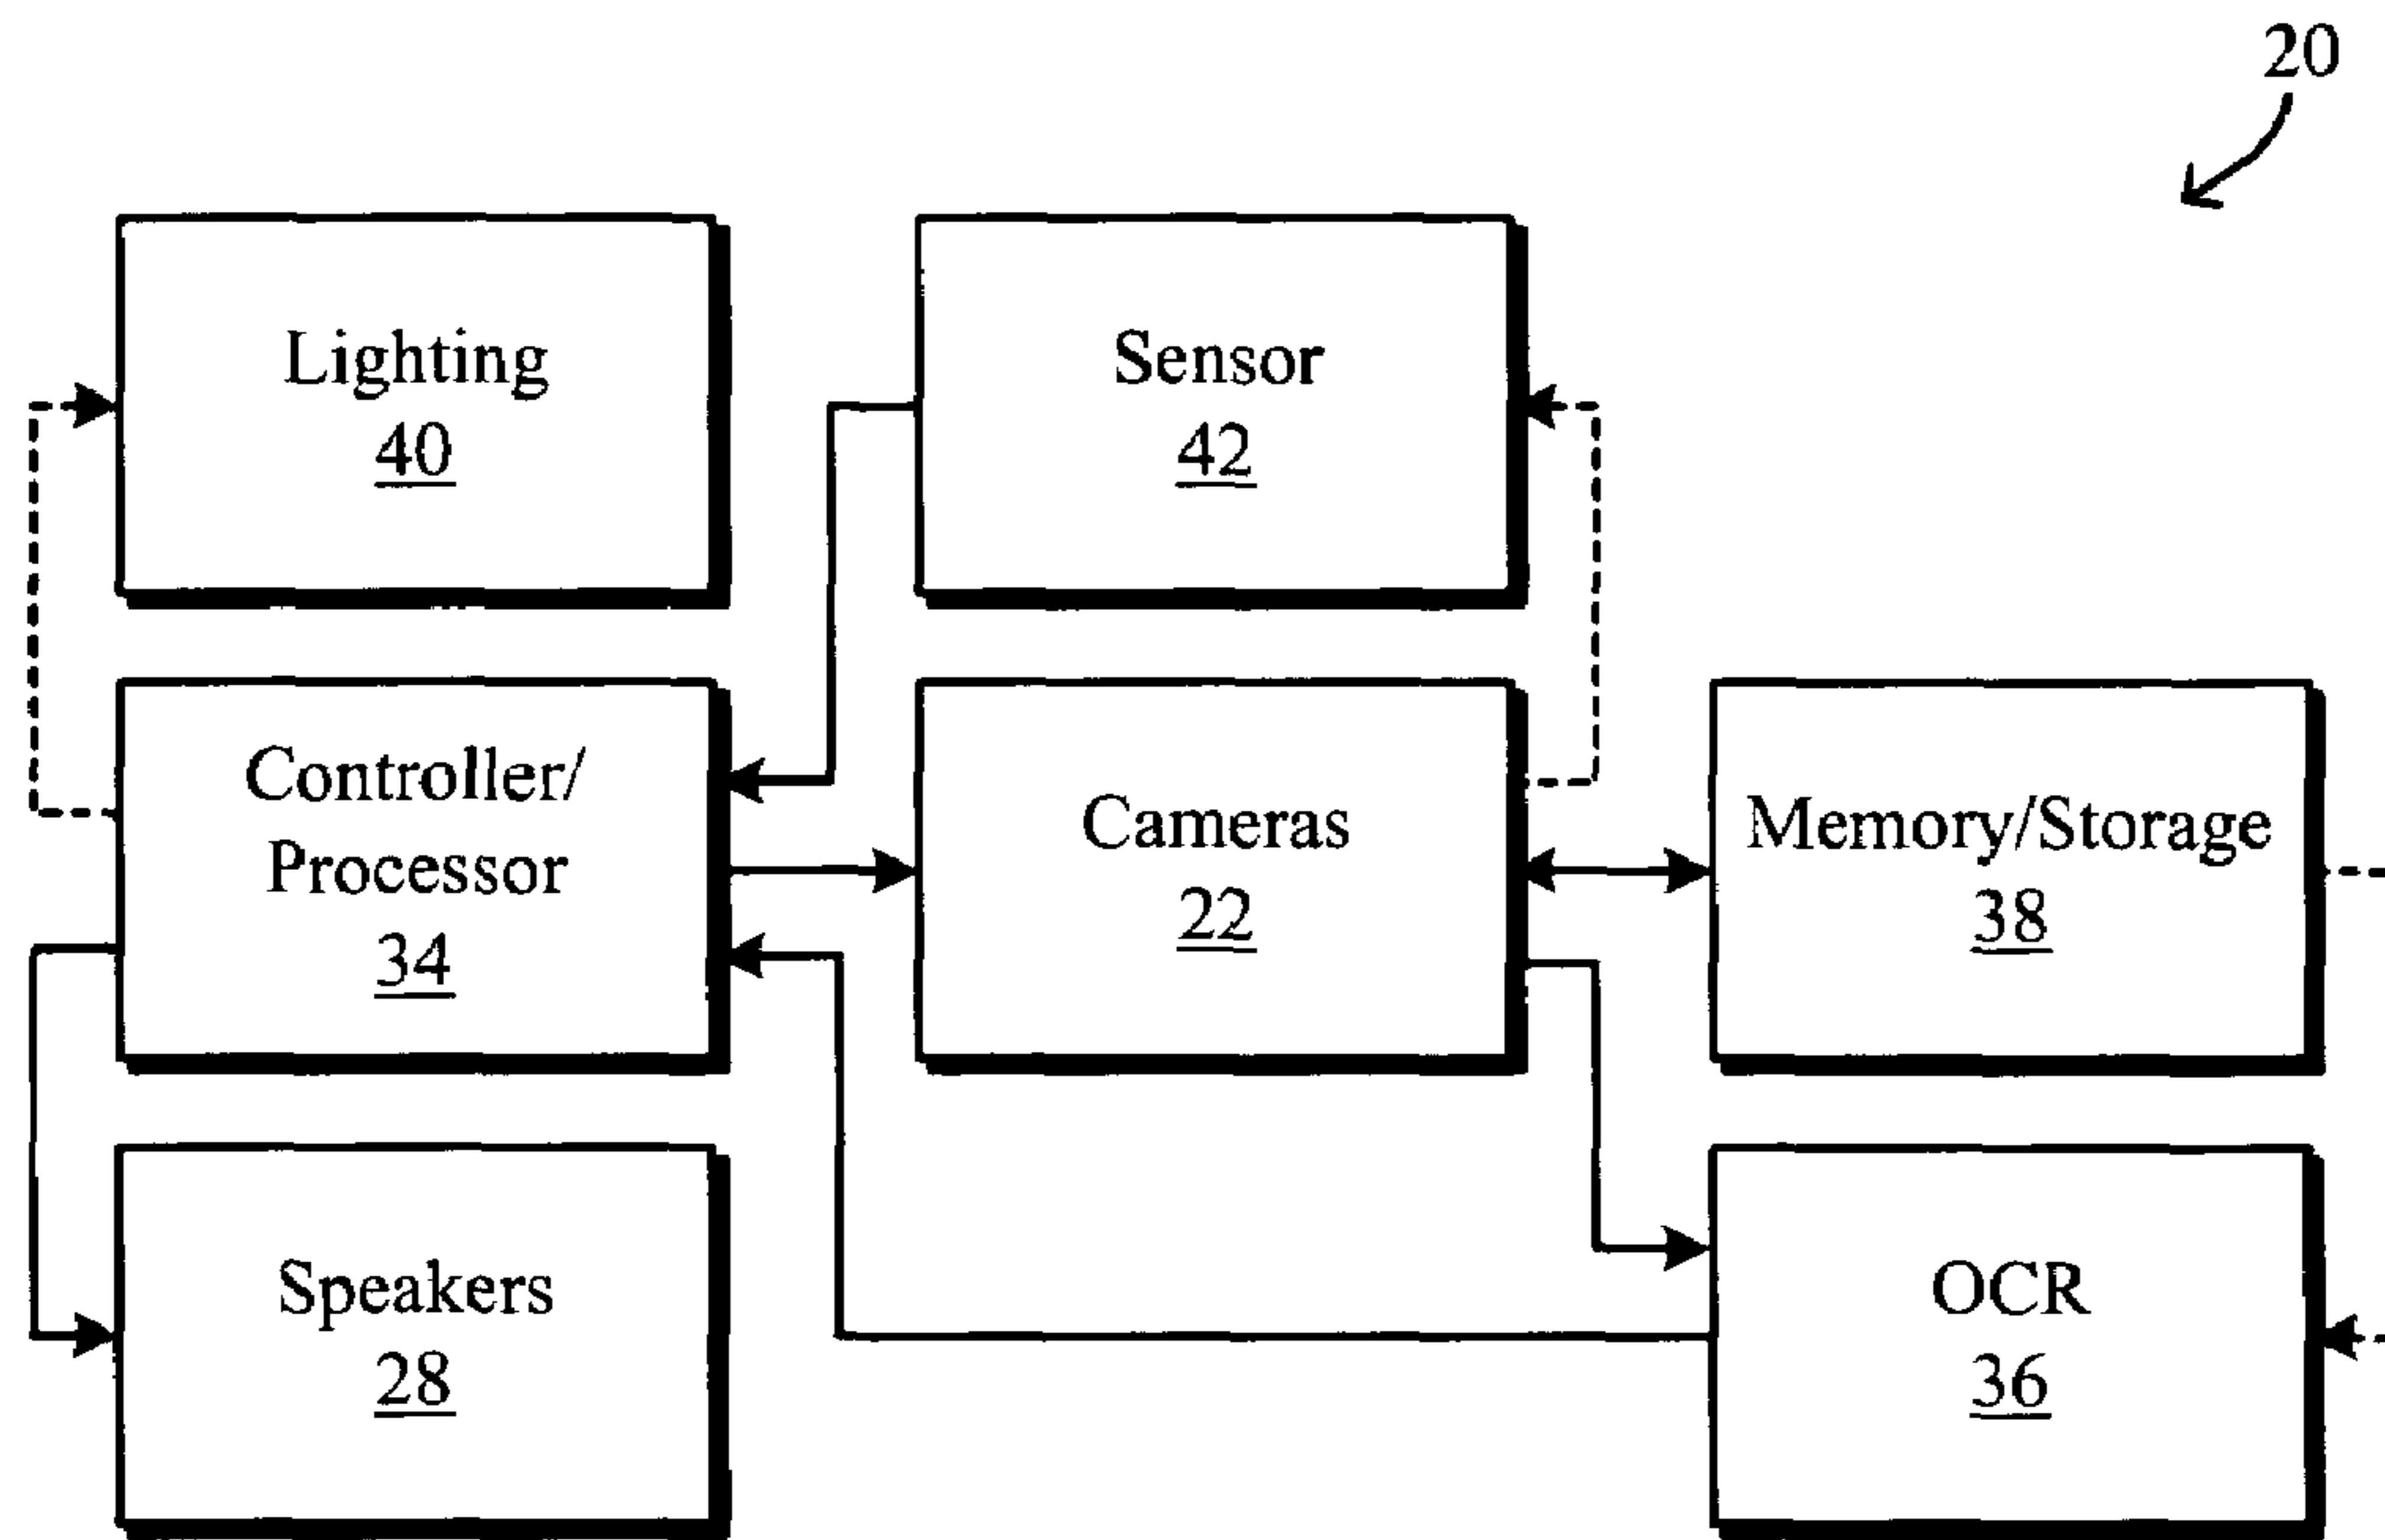 20
Lighting
40
Sensor
42
Controller/
Processor
34
Cameras
22
Memory/Storage
38
Speakers
28
OCR
36